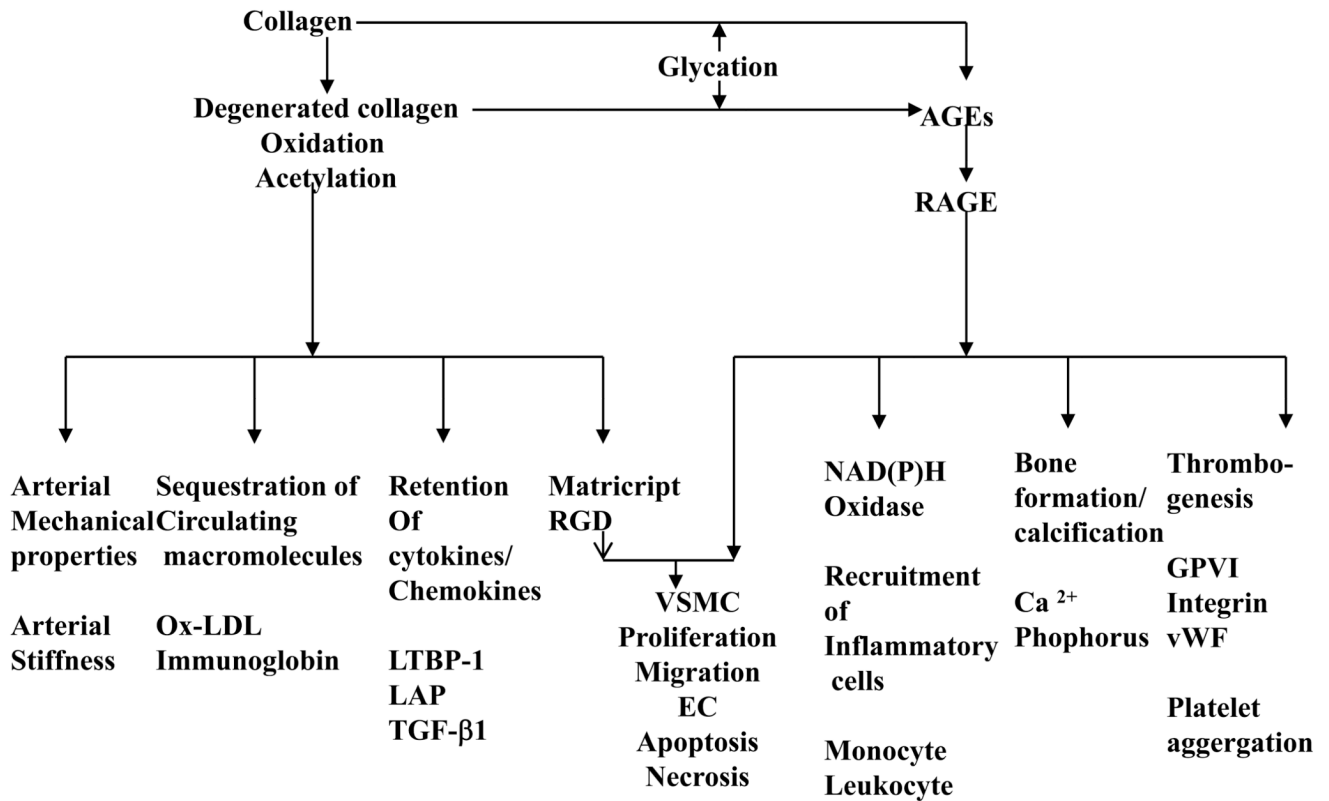 Collagen
Glycation
Degenerated collagen
Oxidation
Acetylation
AGEs
RAGE
Arterial
Mechanical
properties
Arterial
Stiffness
Sequestration of
Circulating
macromolecules
Ox-LDL
Immunoglobin
Retention
Of
cytokines/
Chemokines
LTBP-1
LAP
TGF-β1
Matricript
RGD
VSMC
Proliferation
Migration
EC
Apoptosis
Necrosis
NAD(P)H
Oxidase
Recruitment
of
Inflammatory
cells
Monocyte
Leukocyte
Bone
formation/
calcification
Ca ²⁺
Phophorus
Thrombo-
genesis
GPVI
Integrin
vWF
Platelet
aggergation